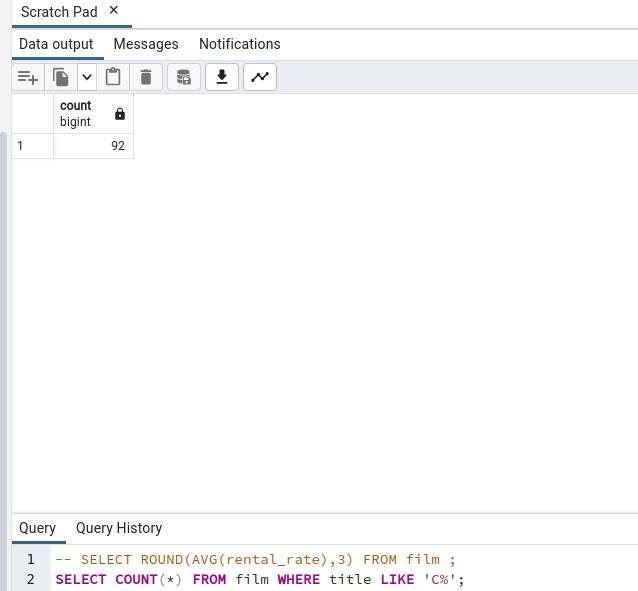 Scratch Pad ×
Data output Messages Notifications
count
bigint
1 92
Query Query History
1 -- SELECT ROUND(AVG(rental_rate),3) FROM film ;
2 SELECT COUNT(*) FROM film WHERE title LIKE 'C%';